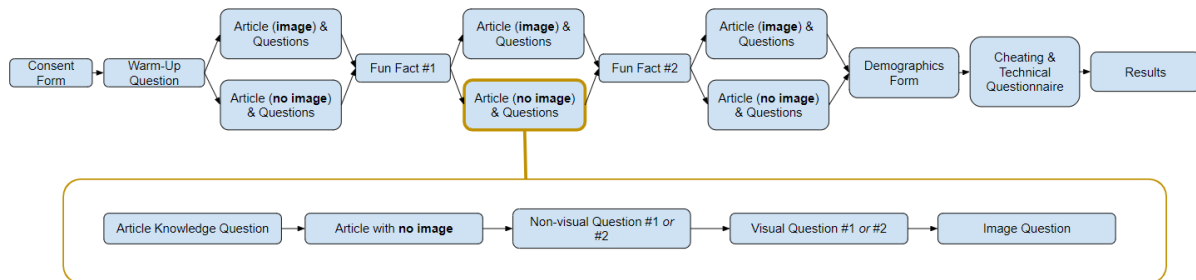 Consent
Form
Warm-Up
Question
Article (image) &
Questions
Article (no image)
& Questions
Fun Fact #1
Article (image) &
Questions
Article (no image)
& Questions
Fun Fact #2
Article (image) &
Questions
Article (no image)
& Questions
Demographics
Form
Cheating &
Technical
Questionnaire
Results
Article Knowledge Question
Article with no image
Non-visual Question #1 or
#2
Visual Question #1 or #2
Image Question